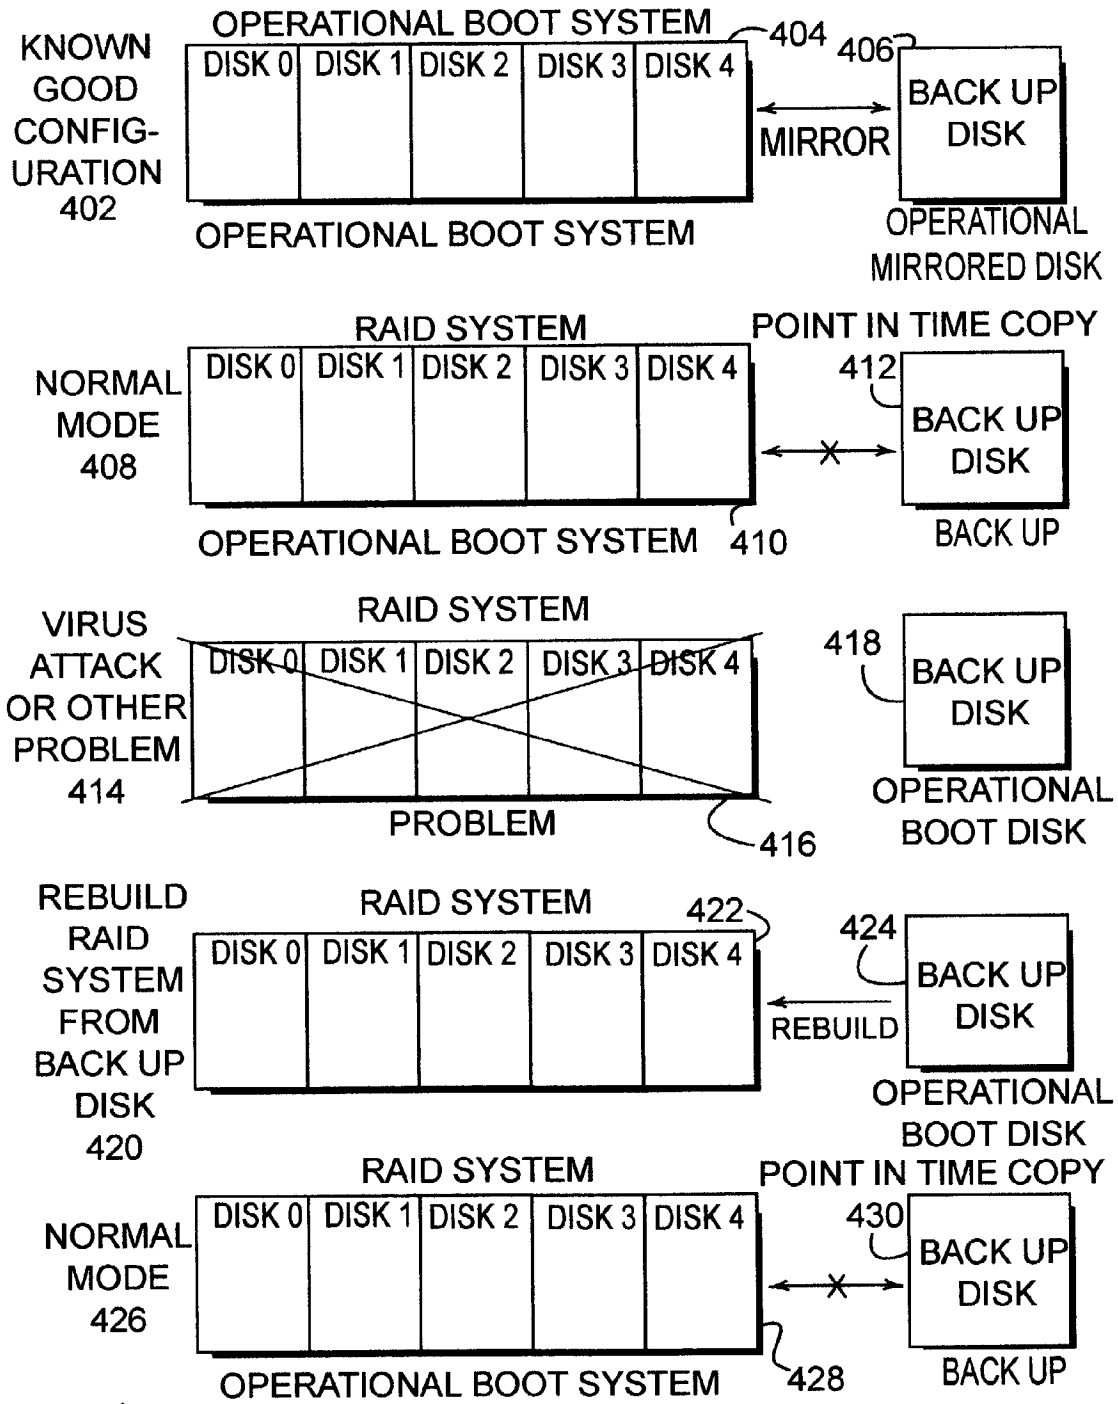 OPERATIONAL BOOT SYSTEM
KNOWN
GOOD
CONFIG-
URATION
402
DISK 0 DISK 1 DISK 2 DISK 3 DISK 4
404
406
BACK UP
DISK
MIRROR
OPERATIONAL BOOT SYSTEM
OPERATIONAL
MIRRORED DISK
RAID SYSTEM
POINT IN TIME COPY
NORMAL
MODE
408
DISK 0 DISK 1 DISK 2 DISK 3 DISK 4
412
BACK UP
DISK
OPERATIONAL BOOT SYSTEM
410
BACK UP
RAID SYSTEM
VIRUS
ATTACK
OR OTHER
PROBLEM
414
DISK 0 DISK 1 DISK 2 DISK 3 DISK 4
418
BACK UP
DISK
PROBLEM
416
OPERATIONAL
BOOT DISK
RAID SYSTEM
REBUILD
RAID
SYSTEM
FROM
BACK UP
DISK
420
DISK 0 DISK 1 DISK 2 DISK 3 DISK 4
422
424
BACK UP
DISK
REBUILD
OPERATIONAL
BOOT DISK
RAID SYSTEM
POINT IN TIME COPY
NORMAL
MODE
426
DISK 0 DISK 1 DISK 2 DISK 3 DISK 4
430
BACK UP
DISK
OPERATIONAL BOOT SYSTEM
428
BACK UP